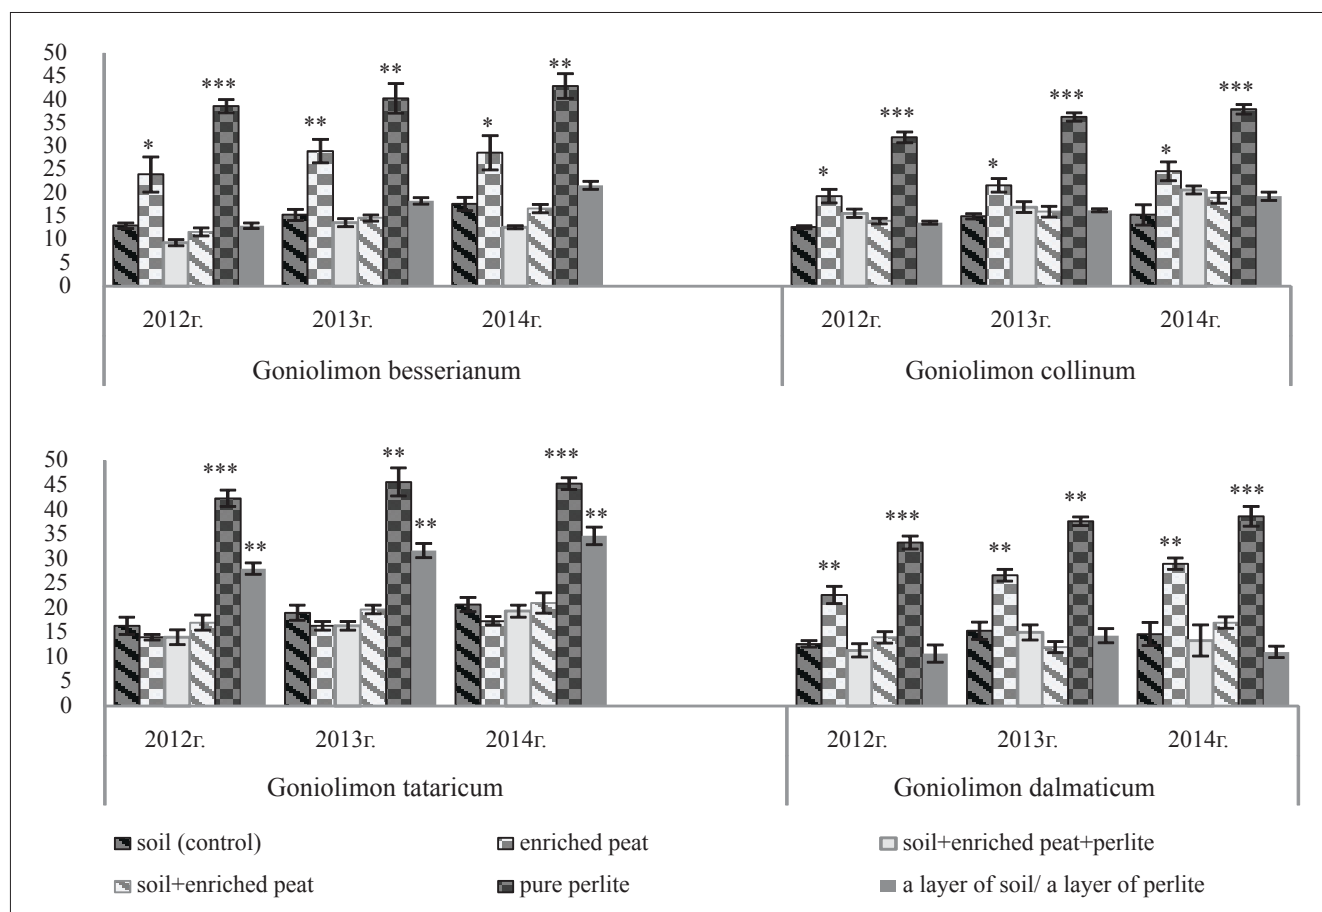 50
45
40
35
30
25
20
15
10
5
0
* *** ** ** * **
* *** * *** * ***
2012г. 2013г. 2014г.
2012г. 2013г. 2014г.
Goniolimon besserianum
Goniolimon collinum
50
45
40
35
30
25
20
15
10
5
0
*** ** ** ** *** **
** *** ** ** ** ***
2012г. 2013г. 2014г.
2012г. 2013г. 2014г.
Goniolimon tataricum
Goniolimon dalmaticum
soil (control)
enriched peat
soil+enriched peat+perlite
soil+enriched peat
pure perlite
a layer of soil/ a layer of perlite